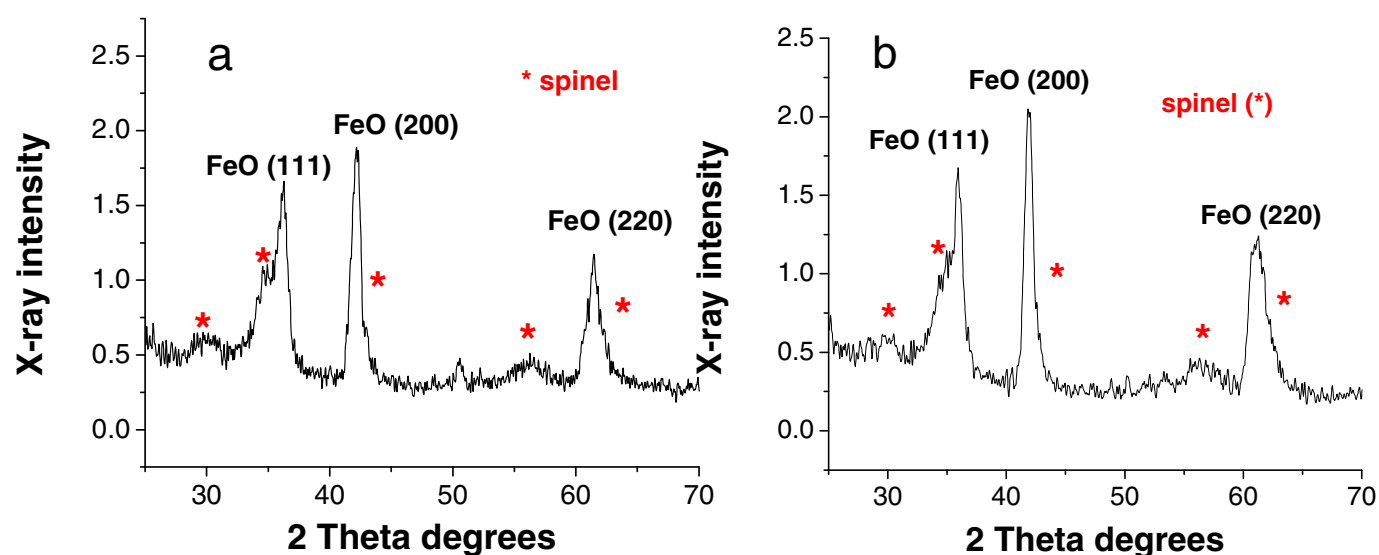 a
* spinel
FeO (200)
FeO (111)
FeO (220)
*
*
*
*
*
X-ray intensity
2.5
2.0
1.5
1.0
0.5
0.0
30
40
50
60
70
2 Theta degrees
b
FeO (200)
spinel (*)
FeO (111)
FeO (220)
*
*
*
*
*
X-ray intensity
2.5
2.0
1.5
1.0
0.5
0.0
30
40
50
60
70
2 Theta degrees